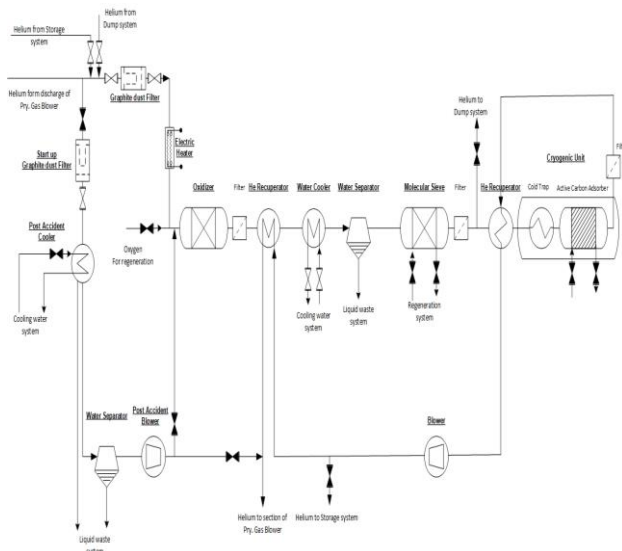 Helium from
Dump system
Helium from Storage
system
Helium form discharge of
Pry. Gas Blower
Graphite dust Filter
Start up
Graphite dust Filter
Electric
Heater
Helium to
Dump system
Cryogenic Unit
Oxidizer
Filter
He Recuperator
Water Cooler
Water Separator
Molecular Sieve
Filter
He Recuperator
Cold Trap
Active Carbon Adsorber
Post Accident
Cooler
Oxygen
For regeneration
Cooling water
system
Cooling water
system
Liquid waste
system
Regeneration
system
Water Separator
Post Accident
Blower
Blower
Helium to section of
Pry. Gas Blower
Helium to Storage system
Liquid waste
system